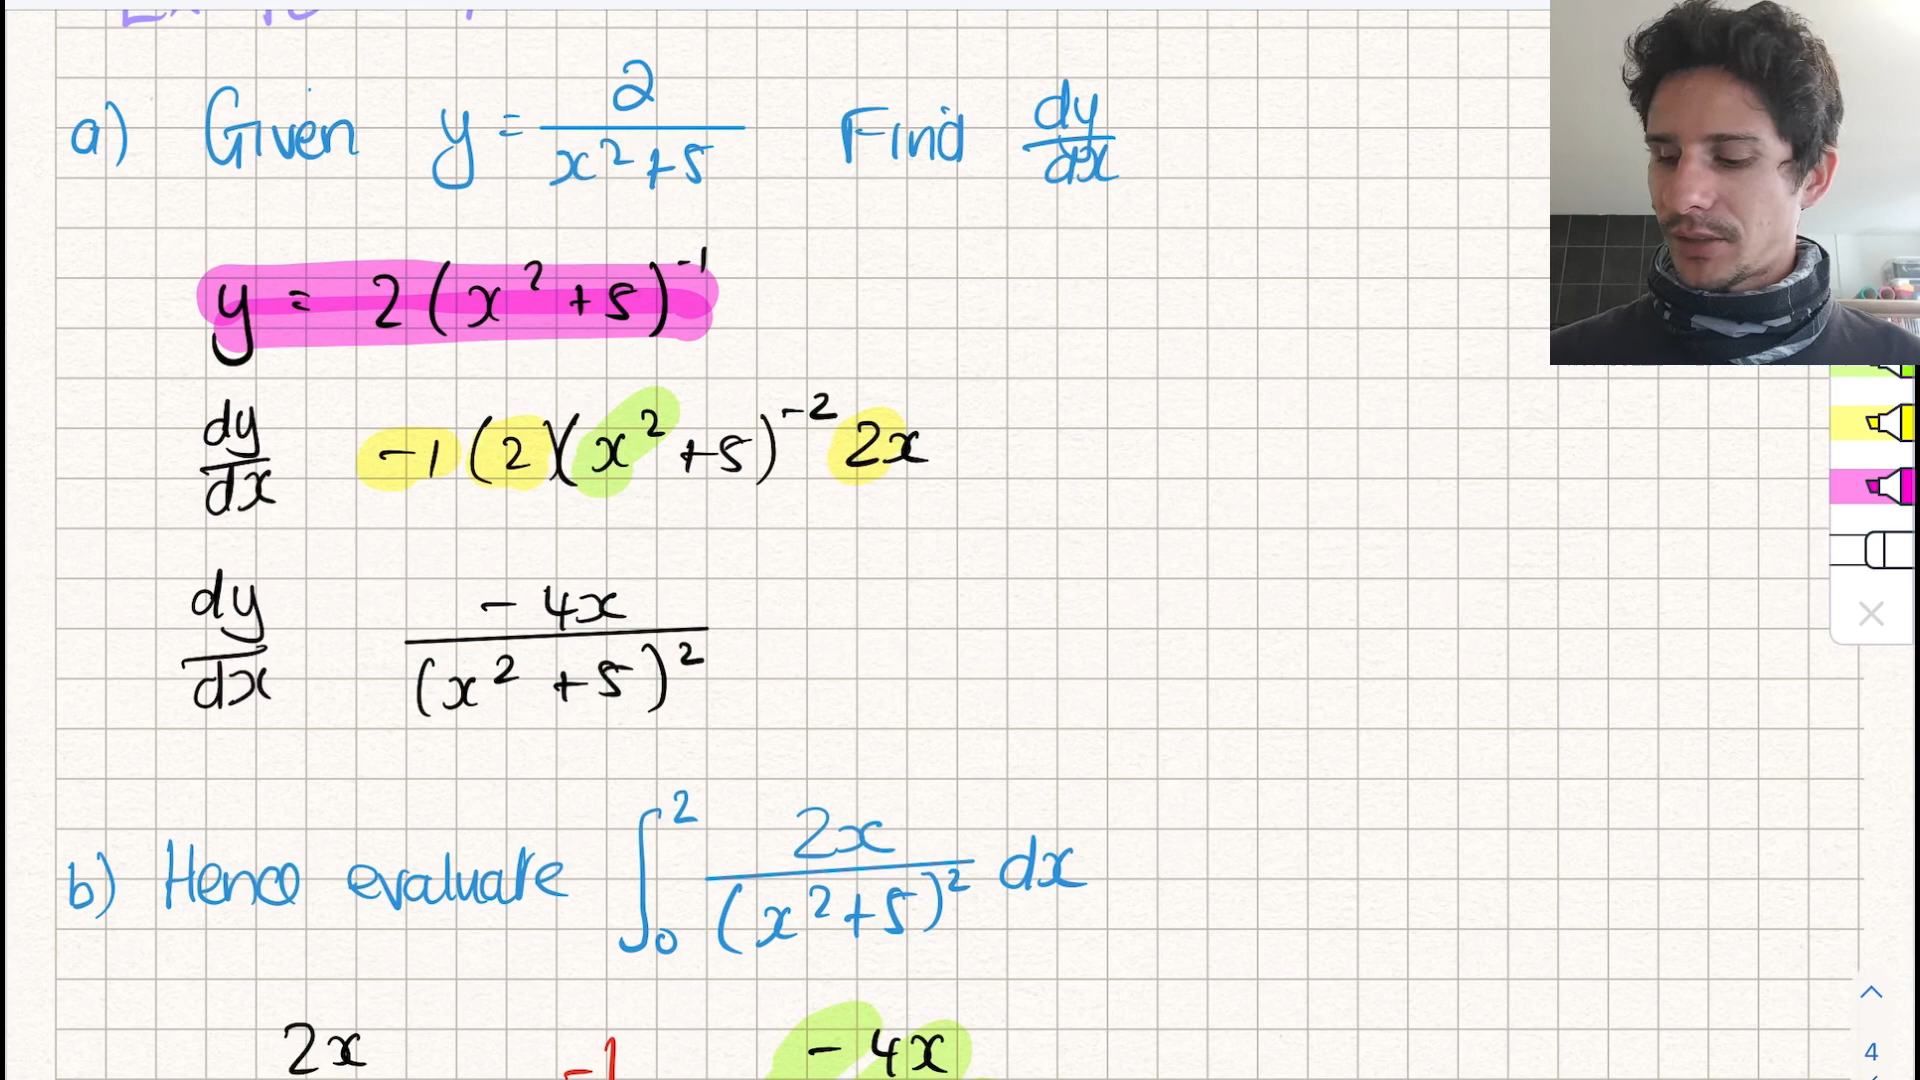 a) Given y = 2/(x²+5) Find dy/dx
y = 2(x²+5)⁻¹
dy/dx -1(2)(x²+5)⁻² 2x
dy/dx -4x/(x²+5)²
b) Hence evaluate ∫₀² 2x/(x²+5)² dx
2x -1 -4x
4